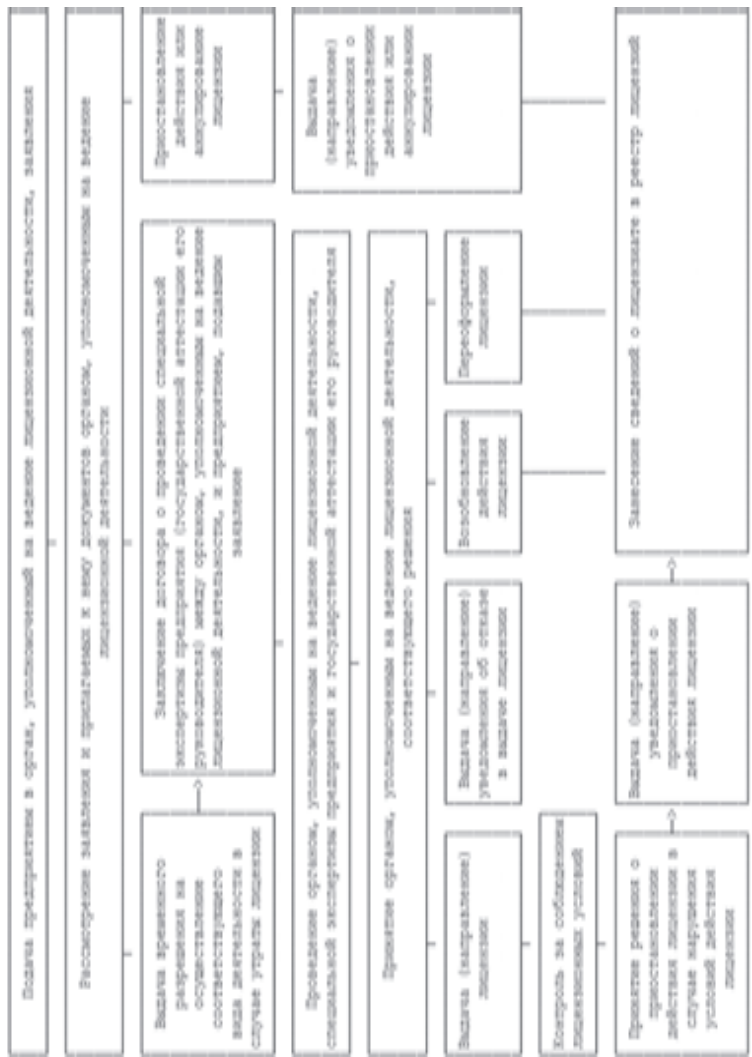 Подача предприятием в орган, уполномоченный на ведение лицензионной деятельности, заявления
Рассмотрение заявления и прилагаемых к нему документов органом, уполномоченным на ведение
лицензионной деятельности
Выдача временного
разрешения на
осуществление
соответствующего
вида деятельности в
случае утраты лицензии
Заключение договора о проведении специальной
экспертизы предприятия (государственной аттестации его
руководителя) между органом, уполномоченным на ведение
лицензионной деятельности, и предприятием, подавшим
заявление
Приостановление
действия или
аннулирование
лицензии
Проведение органом, уполномоченным на ведение лицензионной деятельности,
специальной экспертизы предприятия и государственной аттестации его руководителя
Выдача
(направление)
уведомления о
приостановлении
действия или
аннулировании
лицензии
Принятие органом, уполномоченным на ведение лицензионной деятельности,
соответствующего решения
Выдача (направление)
лицензии
Выдача (направление)
уведомления об отказе
в выдаче лицензии
Возобновление
действия
лицензии
Переоформление
лицензии
Контроль за соблюдением
лицензионных условий
Принятие решения о
приостановлении
действия лицензии в
случае нарушения
условий действия
лицензии
Выдача (направление)
уведомления о
приостановлении
действия лицензии
Занесение сведений о лицензиате в реестр лицензий